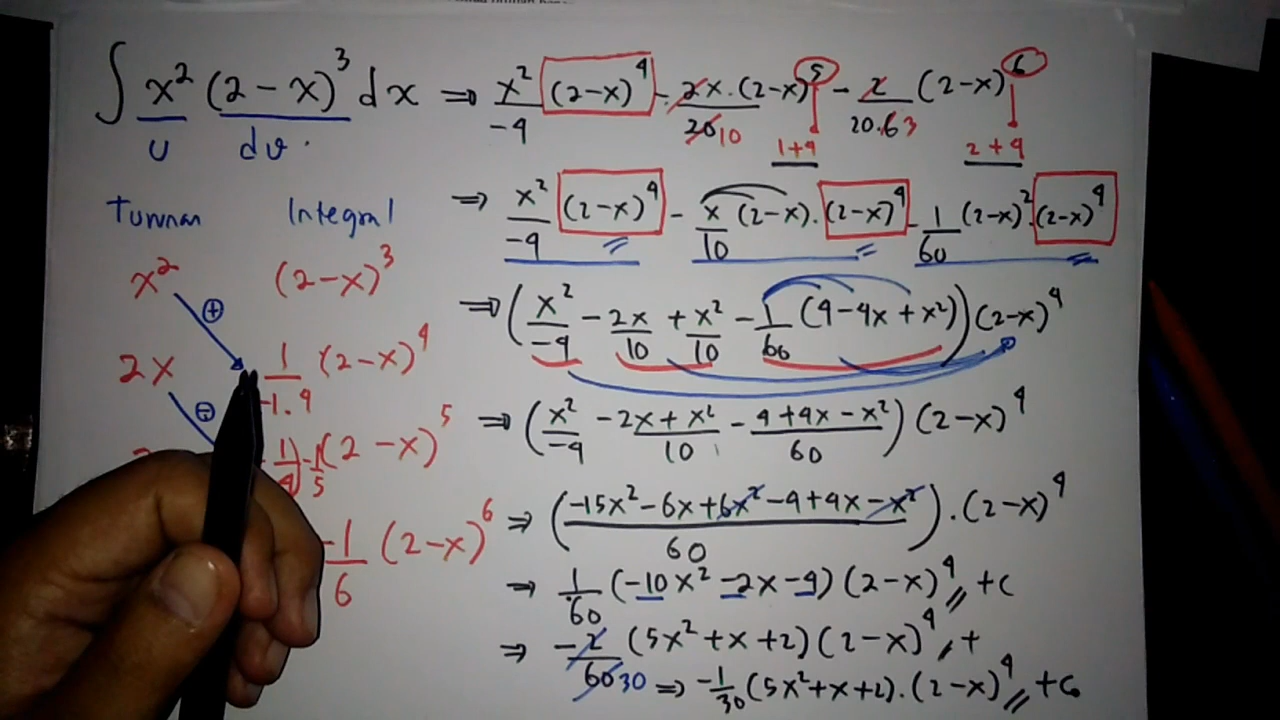 ∫ x² (2 - x)³ dx ⇒ x²/-4 (2-x)⁴ - 2x/20 10 . (2-x)⁵ - 2/20.6 3 (2-x)⁶
u dv
1+4 2+4
Turunan Integral
x² (2-x)³
⊕
2x 1/-1.4 (2-x)⁴
⊖
1/4 -1/5 (2-x)⁵
-1/6 (2-x)⁶
⇒ x²/-4 (2-x)⁴ - x/10 (2-x).(2-x)⁴ - 1/60 (2-x)².(2-x)⁴
⇒ (x²/-4 - 2x/10 + x²/10 - 1/60 (4-4x+x²)) (2-x)⁴
⇒ (x²/-4 - 2x+x²/10 - 4+4x-x²/60) (2-x)⁴
⇒ (-15x²-6x+6x²-4+4x-x²/60) . (2-x)⁴
⇒ 1/60 (-10x²-2x-4) (2-x)⁴ +C
⇒ -2/60 30 (5x²+x+2) (2-x)⁴ +
⇒ -1/30 (5x²+x+2).(2-x)⁴ +C